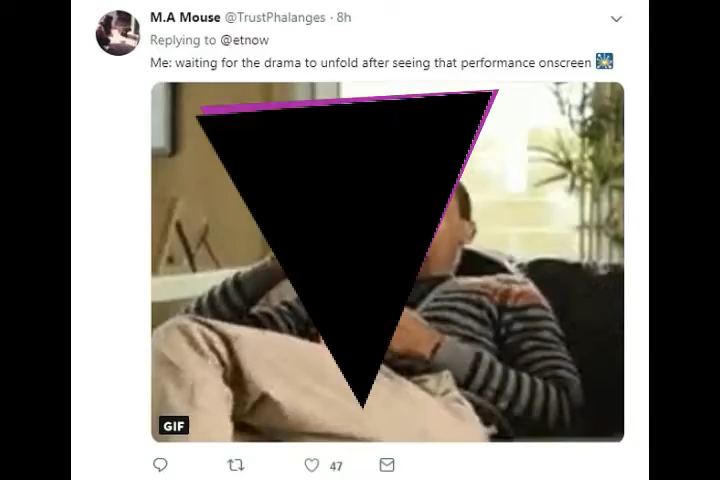 M.A Mouse @TrustPhalanges · 8h
Replying to @etnow
Me: waiting for the drama to unfold after seeing that performance onscreen
GIF
47